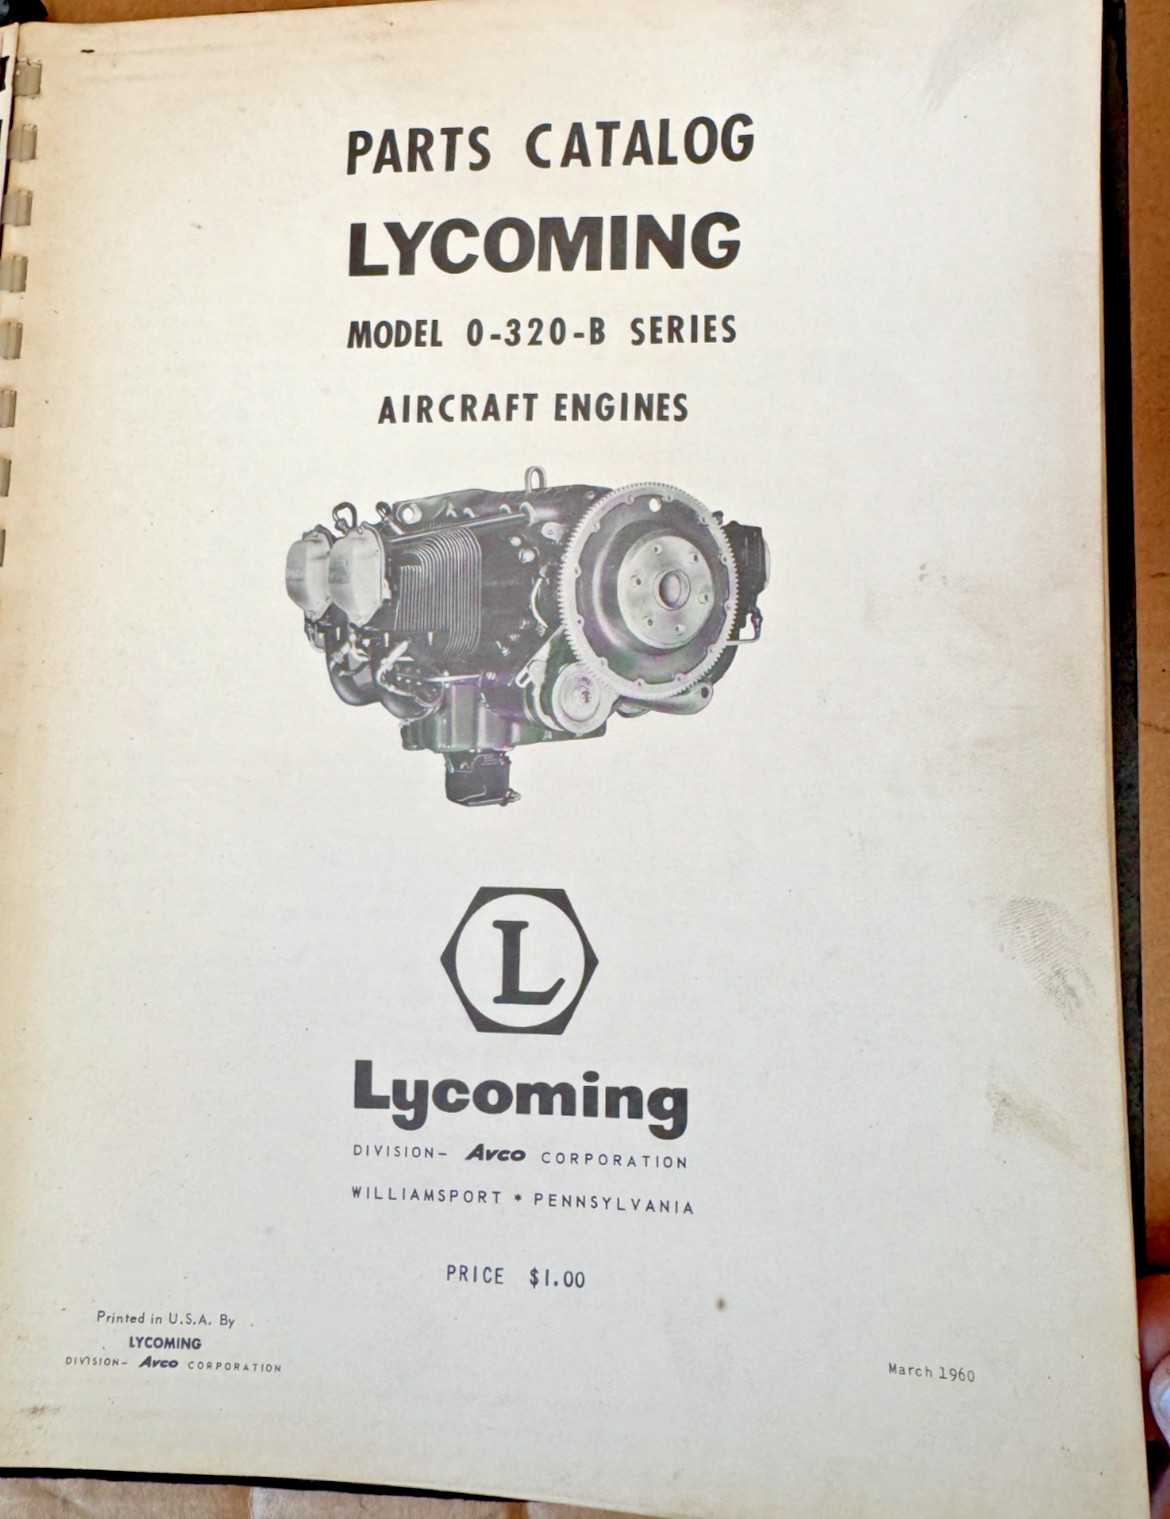 PARTS CATALOG
LYCOMING
MODEL O-320-B SERIES
AIRCRAFT ENGINES
L
Lycoming
DIVISION- Avco CORPORATION
WILLIAMSPORT * PENNSYLVANIA
PRICE $1.00
Printed in U.S.A. By
LYCOMING
DIVISION- Avco CORPORATION
March 1960